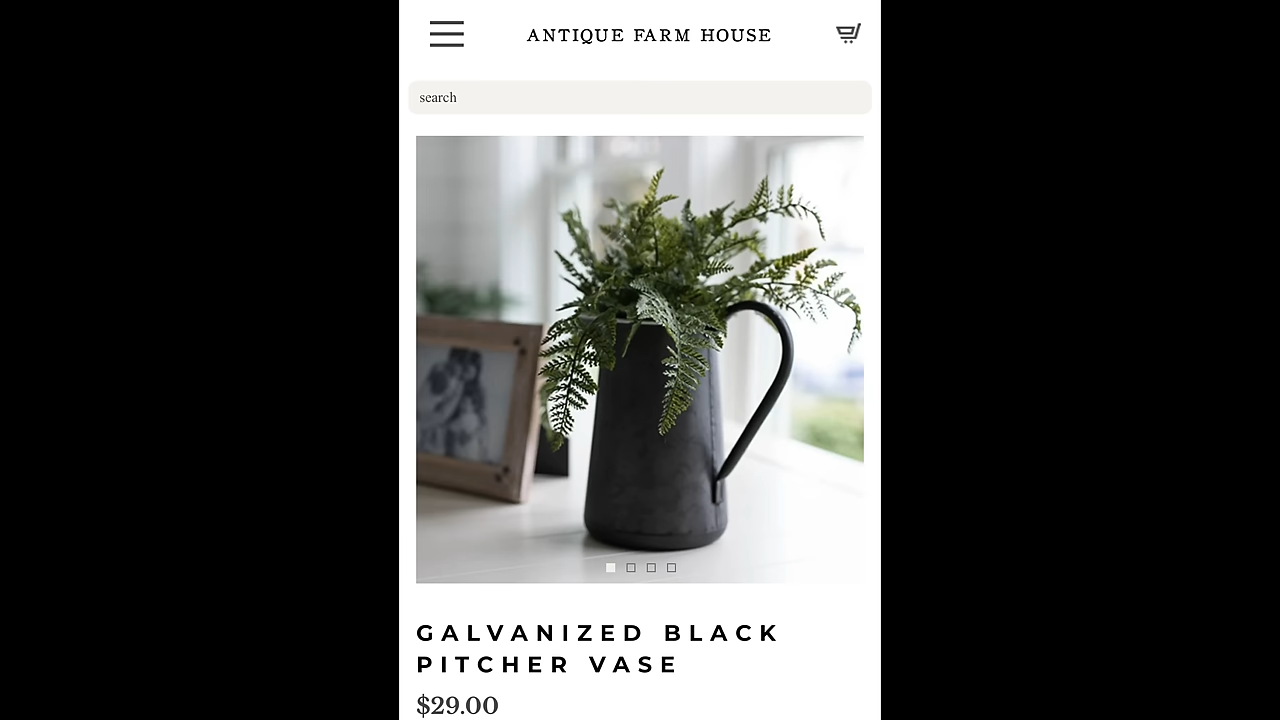 ANTIQUE FARM HOUSE
search
GALVANIZED BLACK
PITCHER VASE
$29.00